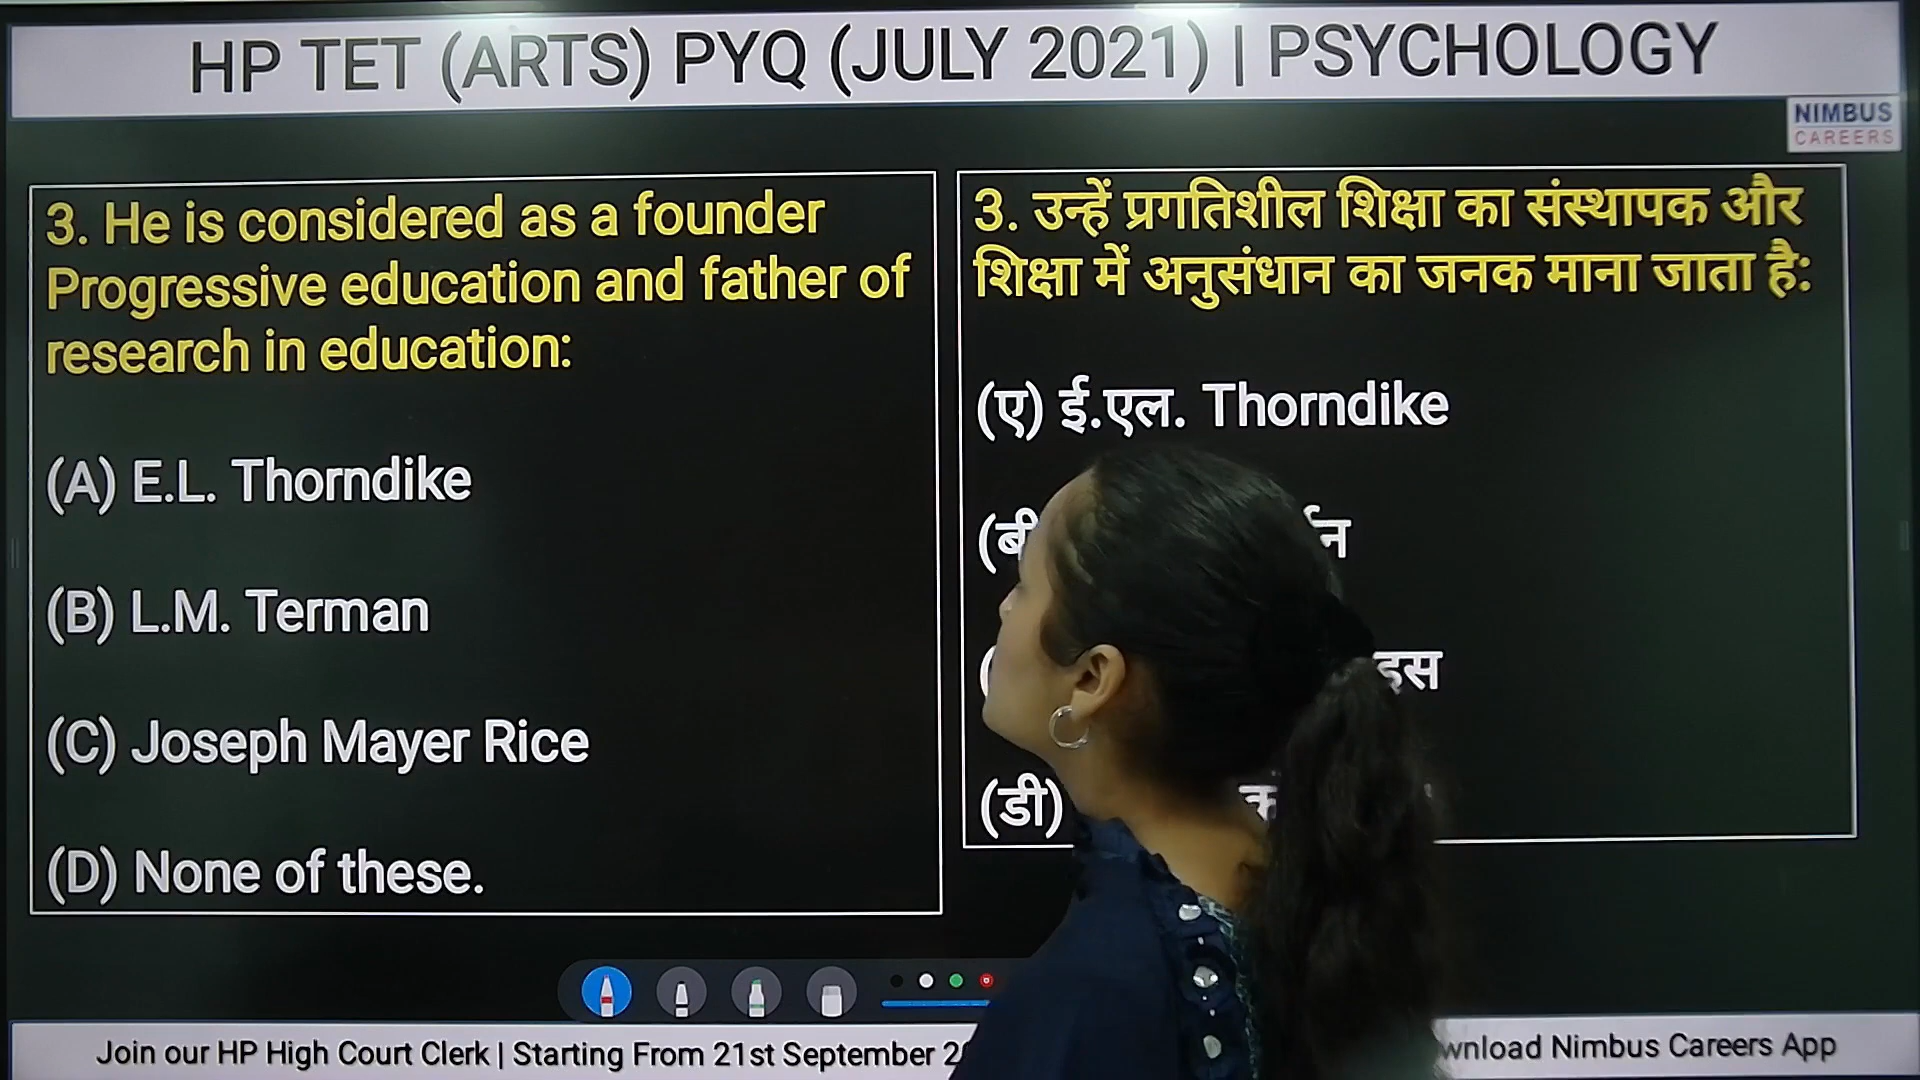 HP TET (ARTS) PYQ (JULY 2021) | PSYCHOLOGY
NIMBUS
CAREERS
3. He is considered as a founder
Progressive education and father of
research in education:
(A) E.L. Thorndike
(B) L.M. Terman
(C) Joseph Mayer Rice
(D) None of these.
3. उन्हें प्रगतिशील शिक्षा का संस्थापक और
शिक्षा में अनुसंधान का जनक माना जाता है:
(ए) ई.एल. Thorndike
(डी)
Join our HP High Court Clerk | Starting From 21st September
Nimbus Careers App